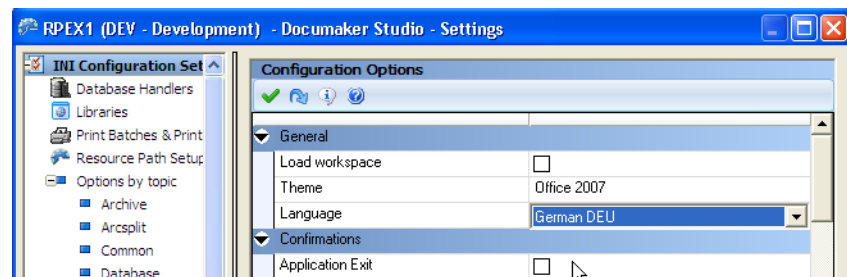 RPEX1 (DEV - Development) - Documaker Studio - Settings
INI Configuration Set
Database Handlers
Libraries
Print Batches & Print
Resource Path Setup
Options by topic
Archive
Arcsplit
Common
Database
Configuration Options
General
Load workspace
Theme Office 2007
Language German DEU
Confirmations
Application Exit